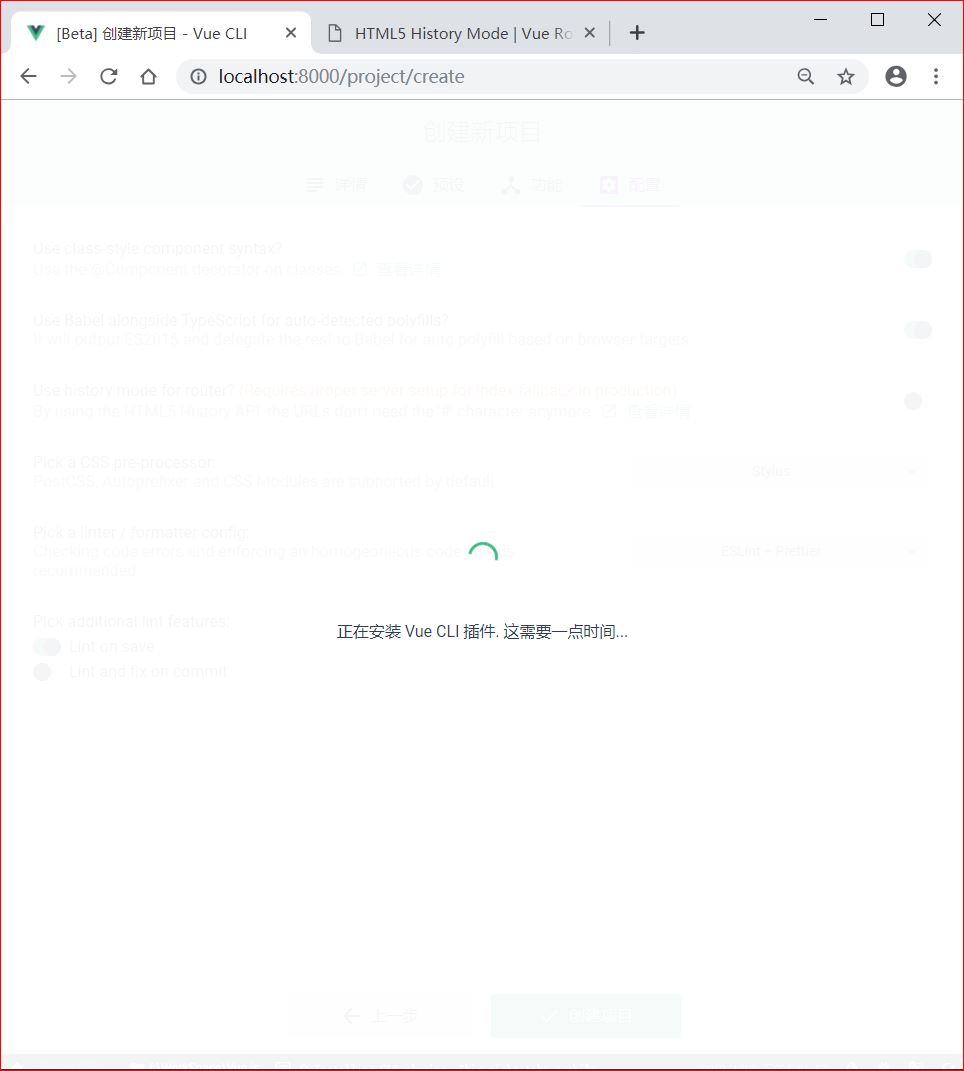 [Beta] 创建新项目 - Vue CLI
HTML5 History Mode | Vue Ro
localhost:8000/project/create
创建新项目
详情 预设 功能 配置
Use class-style component syntax?
Use the @Component decorator on classes. 查看详情
Use Babel alongside TypeScript for auto-detected polyfills?
It will output ES2015 and delegate the rest to Babel for auto polyfill based on browser targets.
Use history mode for router? (Requires proper server setup for index fallback in production)
By using the HTML5 History API, the URLs don't need the '#' character anymore. 查看详情
Pick a CSS pre-processor:
PostCSS, Autoprefixer and CSS Modules are supported by default
Stylus
Pick a linter / formatter config:
Checking code errors and enforcing an homogeoneous code is
recommended.
ESLint + Prettier
正在安装 Vue CLI 插件. 这需要一点时间...
Pick additional lint features:
Lint on save
Lint and fix on commit
上一步
创建项目